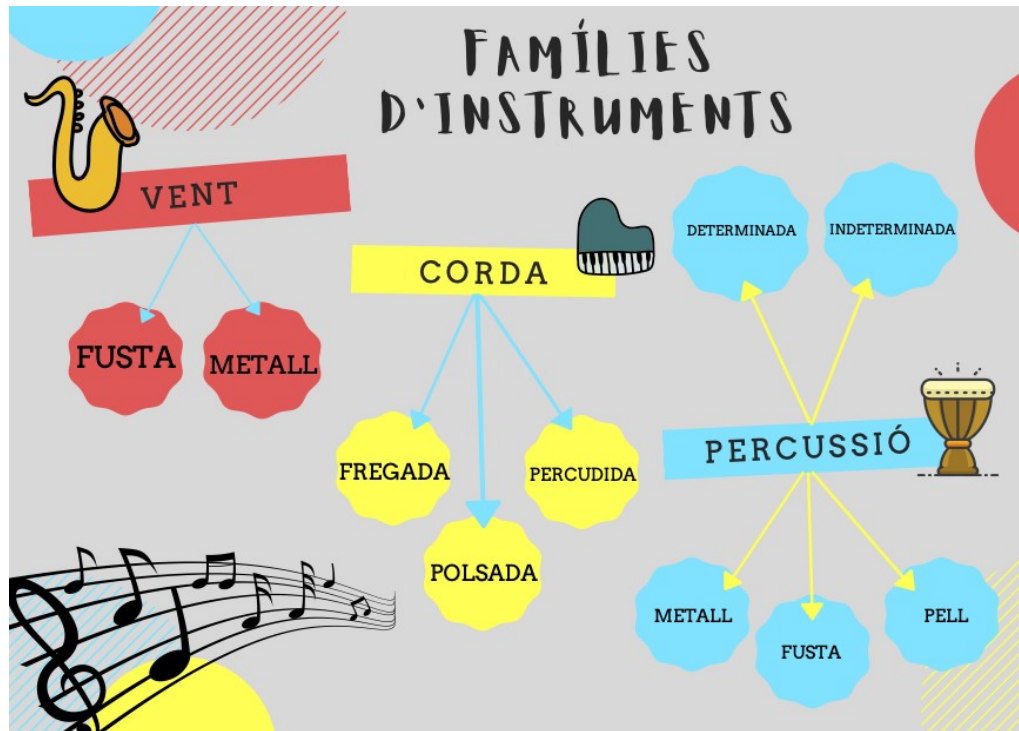 FAMÍLIES
D'INSTRUMENTS
VENT
FUSTA
METALL
CORDA
FREGADA
POLSADA
PERCUDIDA
DETERMINADA
INDETERMINADA
PERCUSSIÓ
METALL
FUSTA
PELL